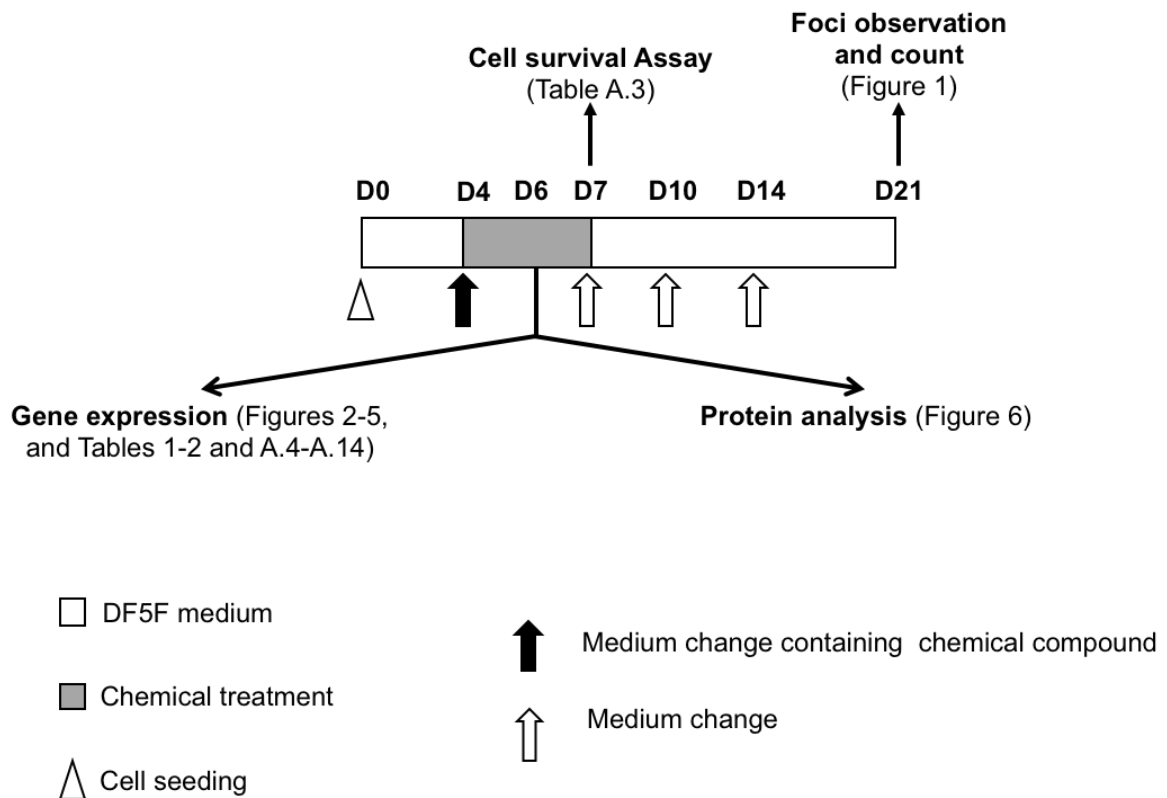 Foci observation
and count
(Figure 1)
Cell survival Assay
(Table A.3)
D0 D4 D6 D7 D10 D14 D21
Gene expression (Figures 2-5,
and Tables 1-2 and A.4-A.14)
Protein analysis (Figure 6)
DF5F medium
Chemical treatment
Cell seeding
Medium change containing chemical compound
Medium change